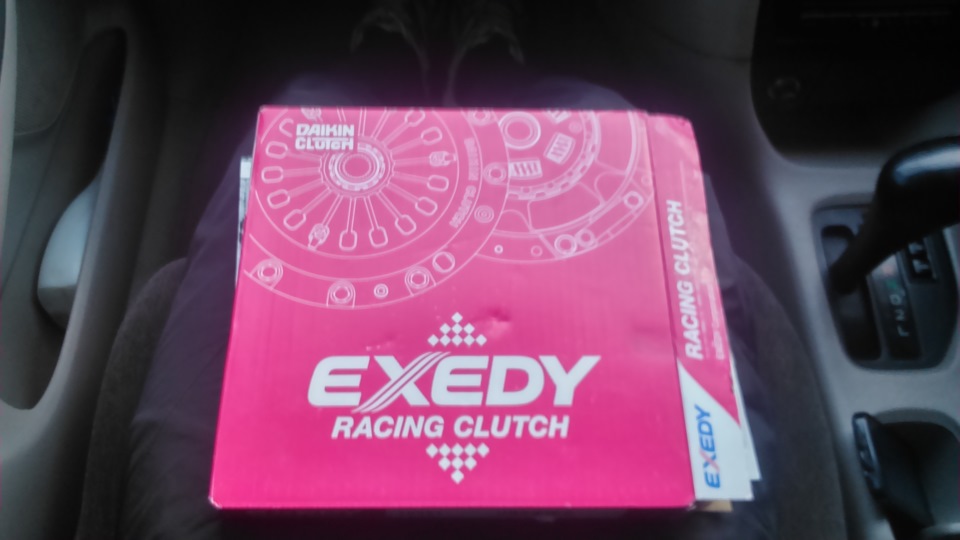 DAIKIN
CLUTCH
EXEDY
RACING CLUTCH
RACING CLUTCH
EXEDY